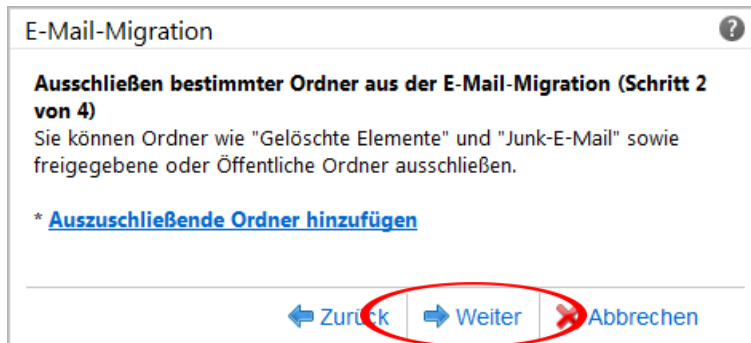 E-Mail-Migration ?
Ausschließen bestimmter Ordner aus der E-Mail-Migration (Schritt 2
von 4)
Sie können Ordner wie "Gelöschte Elemente" und "Junk-E-Mail" sowie
freigegebene oder Öffentliche Ordner ausschließen.
* Auszuschließende Ordner hinzufügen
Zurück Weiter Abbrechen